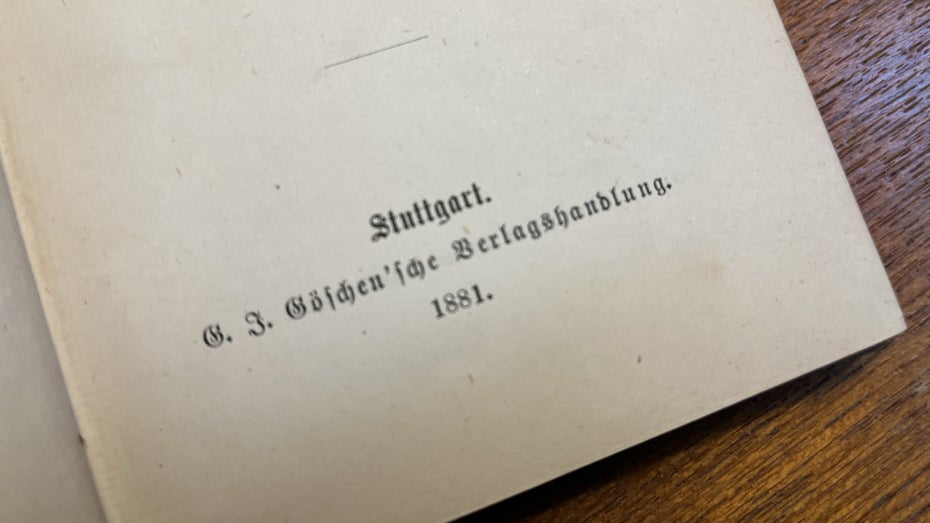 Stuttgart.
G. J. Göschen'sche Verlagshandlung.
1881.